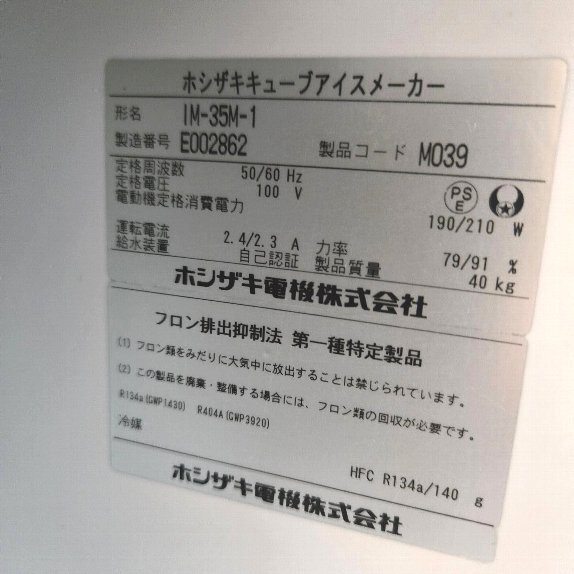 ホシザキキューブアイスメーカー
形名 IM-35M-1
製造番号 E002862 製品コード M039
定格周波数 50/60 Hz
定格電圧 100 V
電動機定格消費電力 190/210 W
PS
E
運転電流 2.4/2.3 A 力率 79/91 %
給水装置 自己認証 製品質量 40 kg
ホシザキ電機株式会社
フロン排出抑制法 第一種特定製品
(1) フロン類をみだりに大気中に放出することは禁じられています。
(2) この製品を廃棄・整備する場合には、フロン類の回収が必要です。
R134a(GWP1430) R404A(GWP3920)
冷媒 HFC R134a/140 g
ホシザキ電機株式会社